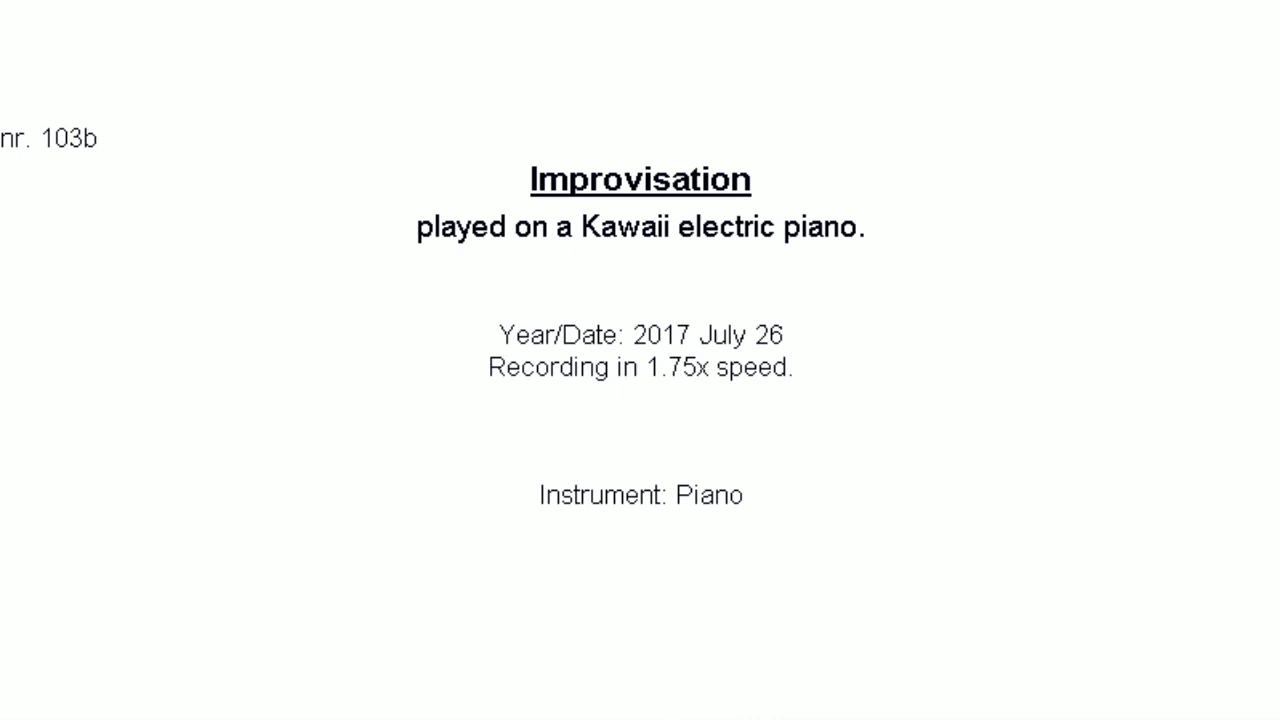 nr. 103b
Improvisation
played on a Kawaii electric piano.
Year/Date: 2017 July 26
Recording in 1.75x speed.
Instrument: Piano